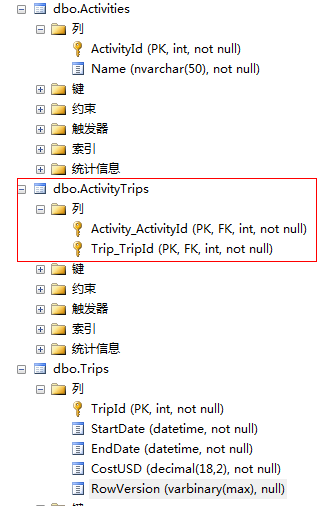 dbo.Activities
列
ActivityId (PK, int, not null)
Name (nvarchar(50), not null)
键
约束
触发器
索引
统计信息
dbo.ActivityTrips
列
Activity_ActivityId (PK, FK, int, not null)
Trip_TripId (PK, FK, int, not null)
键
约束
触发器
索引
统计信息
dbo.Trips
列
TripId (PK, int, not null)
StartDate (datetime, not null)
EndDate (datetime, not null)
CostUSD (decimal(18,2), not null)
RowVersion (varbinary(max), null)